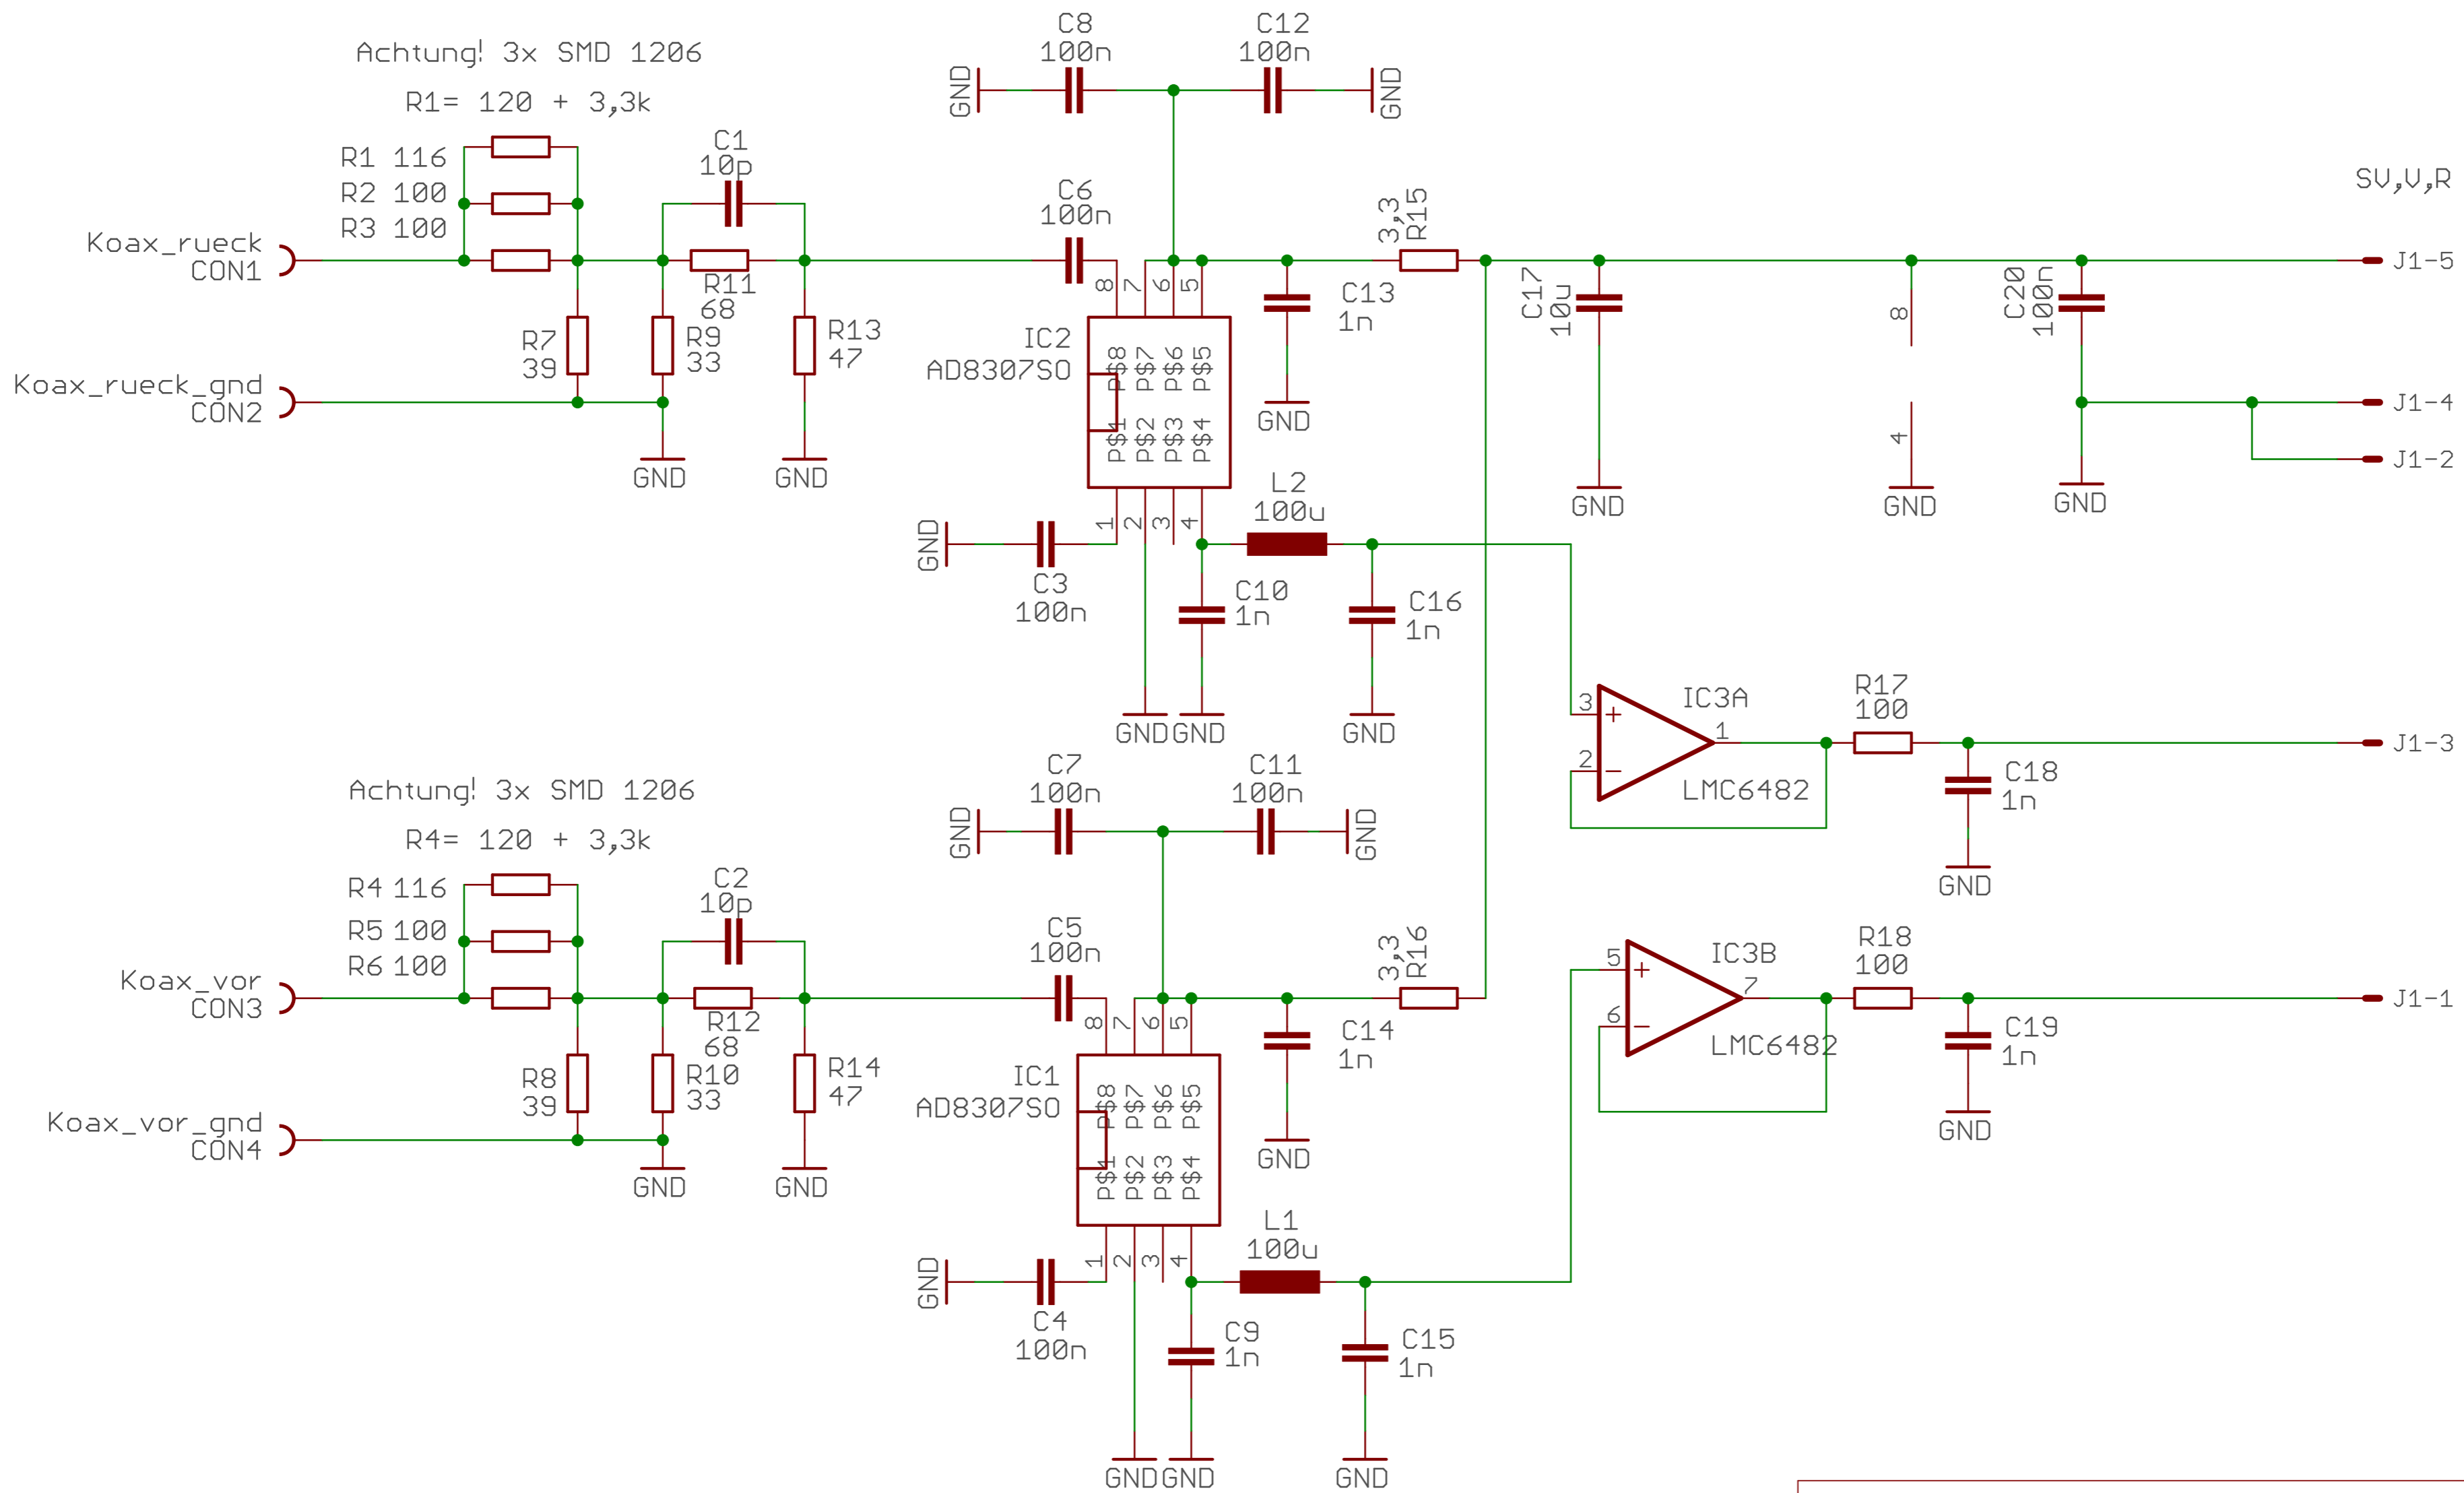 Achtung! 3x SMD 1206
R1= 120 + 3,3k
R1 116
R2 100
R3 100
C1
10p
Koax_rueck
CON1
R11
68
R7
39
R9
33
R13
47
Koax_rueck_gnd
CON2
GND
GND
C8
100n
C12
100n
GND
GND
C6
100n
8
7
6
5
IC2
AD8307SO
P$8
P$7
P$6
P$5
P$1
P$2
P$3
P$4
1
2
3
4
3,3
R15
C13
1n
GND
C17
10u
GND
8
4
GND
C20
100n
GND
SV,V,R
J1-5
J1-4
J1-2
GND
C3
100n
L2
100u
C10
1n
C16
1n
GND
GND
GND
3
2
1
IC3A
LMC6482
R17
100
C18
1n
GND
J1-3
Achtung! 3x SMD 1206
R4= 120 + 3,3k
R4 116
R5 100
R6 100
C2
10p
Koax_vor
CON3
R12
68
R8
39
R10
33
R14
47
Koax_vor_gnd
CON4
GND
GND
C7
100n
C11
100n
GND
GND
C5
100n
8
7
6
5
IC1
AD8307SO
P$8
P$7
P$6
P$5
P$1
P$2
P$3
P$4
1
2
3
4
3,3
R16
C14
1n
GND
5
6
7
IC3B
LMC6482
R18
100
C19
1n
GND
J1-1
GND
C4
100n
L1
100u
C9
1n
C15
1n
GND
GND
GND